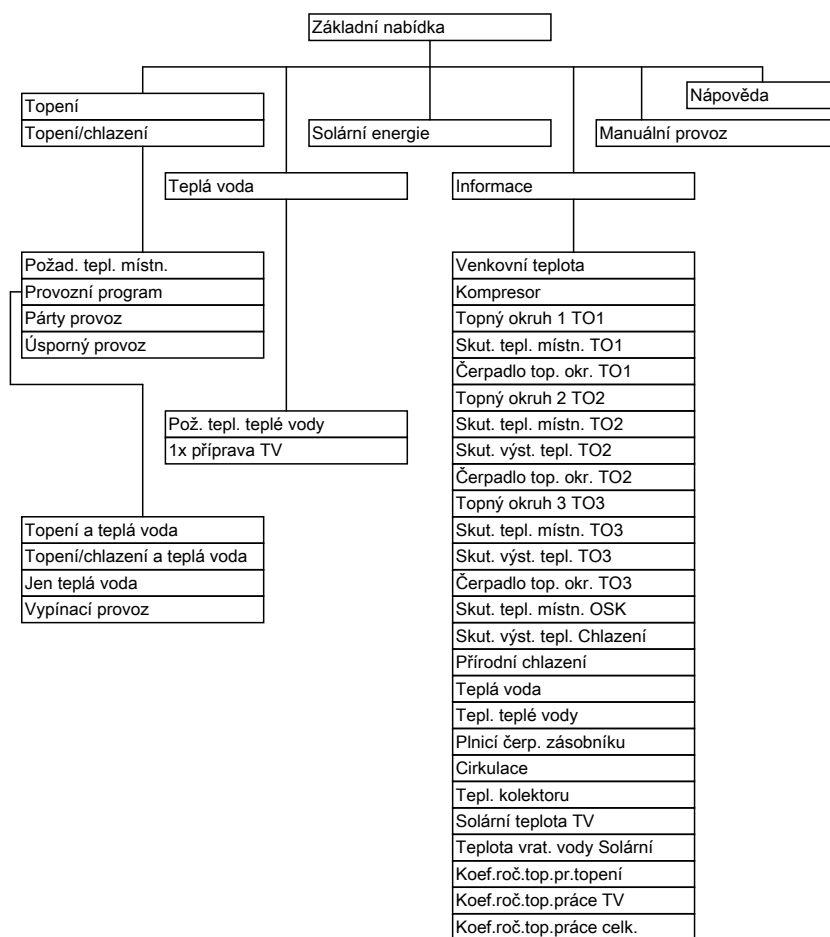 Základní nabídka
Nápověda
Topení
Topení/chlazení
Solární energie
Manuální provoz
Teplá voda
Informace
Požad. tepl. místn.
Provozní program
Párty provoz
Úsporný provoz
Pož. tepl. teplé vody
1x příprava TV
Topení a teplá voda
Topení/chlazení a teplá voda
Jen teplá voda
Vypínací provoz
Venkovní teplota
Kompresor
Topný okruh 1 TO1
Skut. tepl. místn. TO1
Čerpadlo top. okr. TO1
Topný okruh 2 TO2
Skut. tepl. místn. TO2
Skut. výst. tepl. TO2
Čerpadlo top. okr. TO2
Topný okruh 3 TO3
Skut. tepl. místn. TO3
Skut. výst. tepl. TO3
Čerpadlo top. okr. TO3
Skut. tepl. místn. OSK
Skut. výst. tepl. Chlazení
Přírodní chlazení
Teplá voda
Tepl. teplé vody
Plnicí čerp. zásobníku
Cirkulace
Tepl. kolektoru
Solární teplota TV
Teplota vrat. vody Solární
Koef.roč.top.pr.topení
Koef.roč.top.práce TV
Koef.roč.top.práce celk.